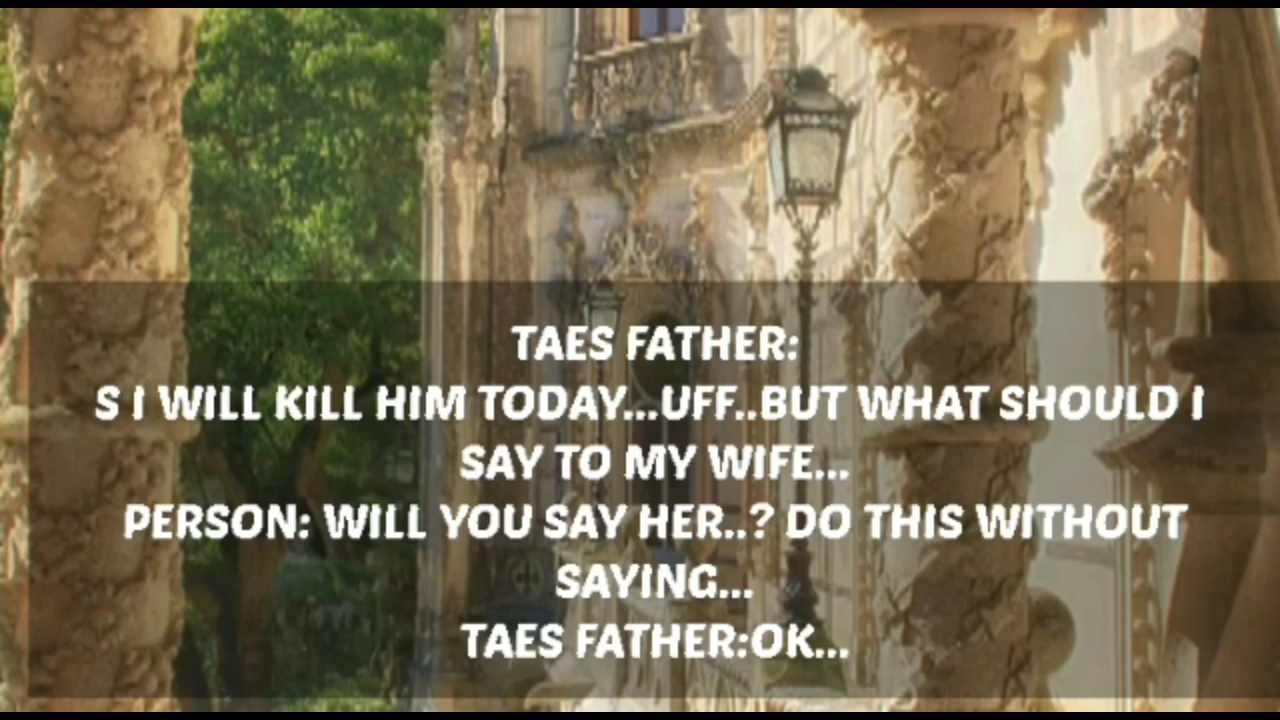 TAES FATHER:
S I WILL KILL HIM TODAY...UFF..BUT WHAT SHOULD I
SAY TO MY WIFE...
PERSON: WILL YOU SAY HER..? DO THIS WITHOUT
SAYING...
TAES FATHER:OK...